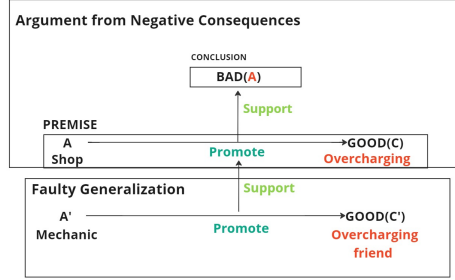 Argument from Negative Consequences
CONCLUSION
BAD(A)
Support
PREMISE
A GOOD(C)
Promote
Shop Overcharging
Support
Faulty Generalization
A' GOOD(C')
Promote
Mechanic Overcharging
friend